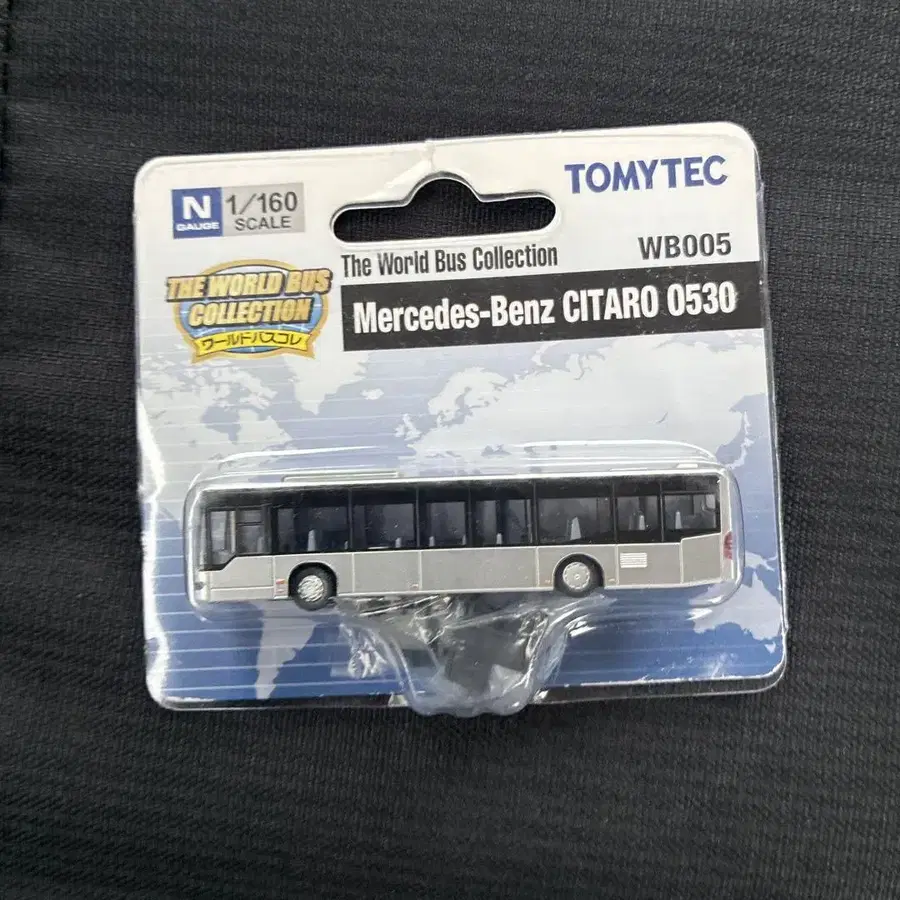 TOMYTEC
N
GAUGE
1/160
SCALE
WB005
The World Bus Collection
THE WORLD BUS
COLLECTION
ワールドバスコレ
Mercedes-Benz CITARO O530